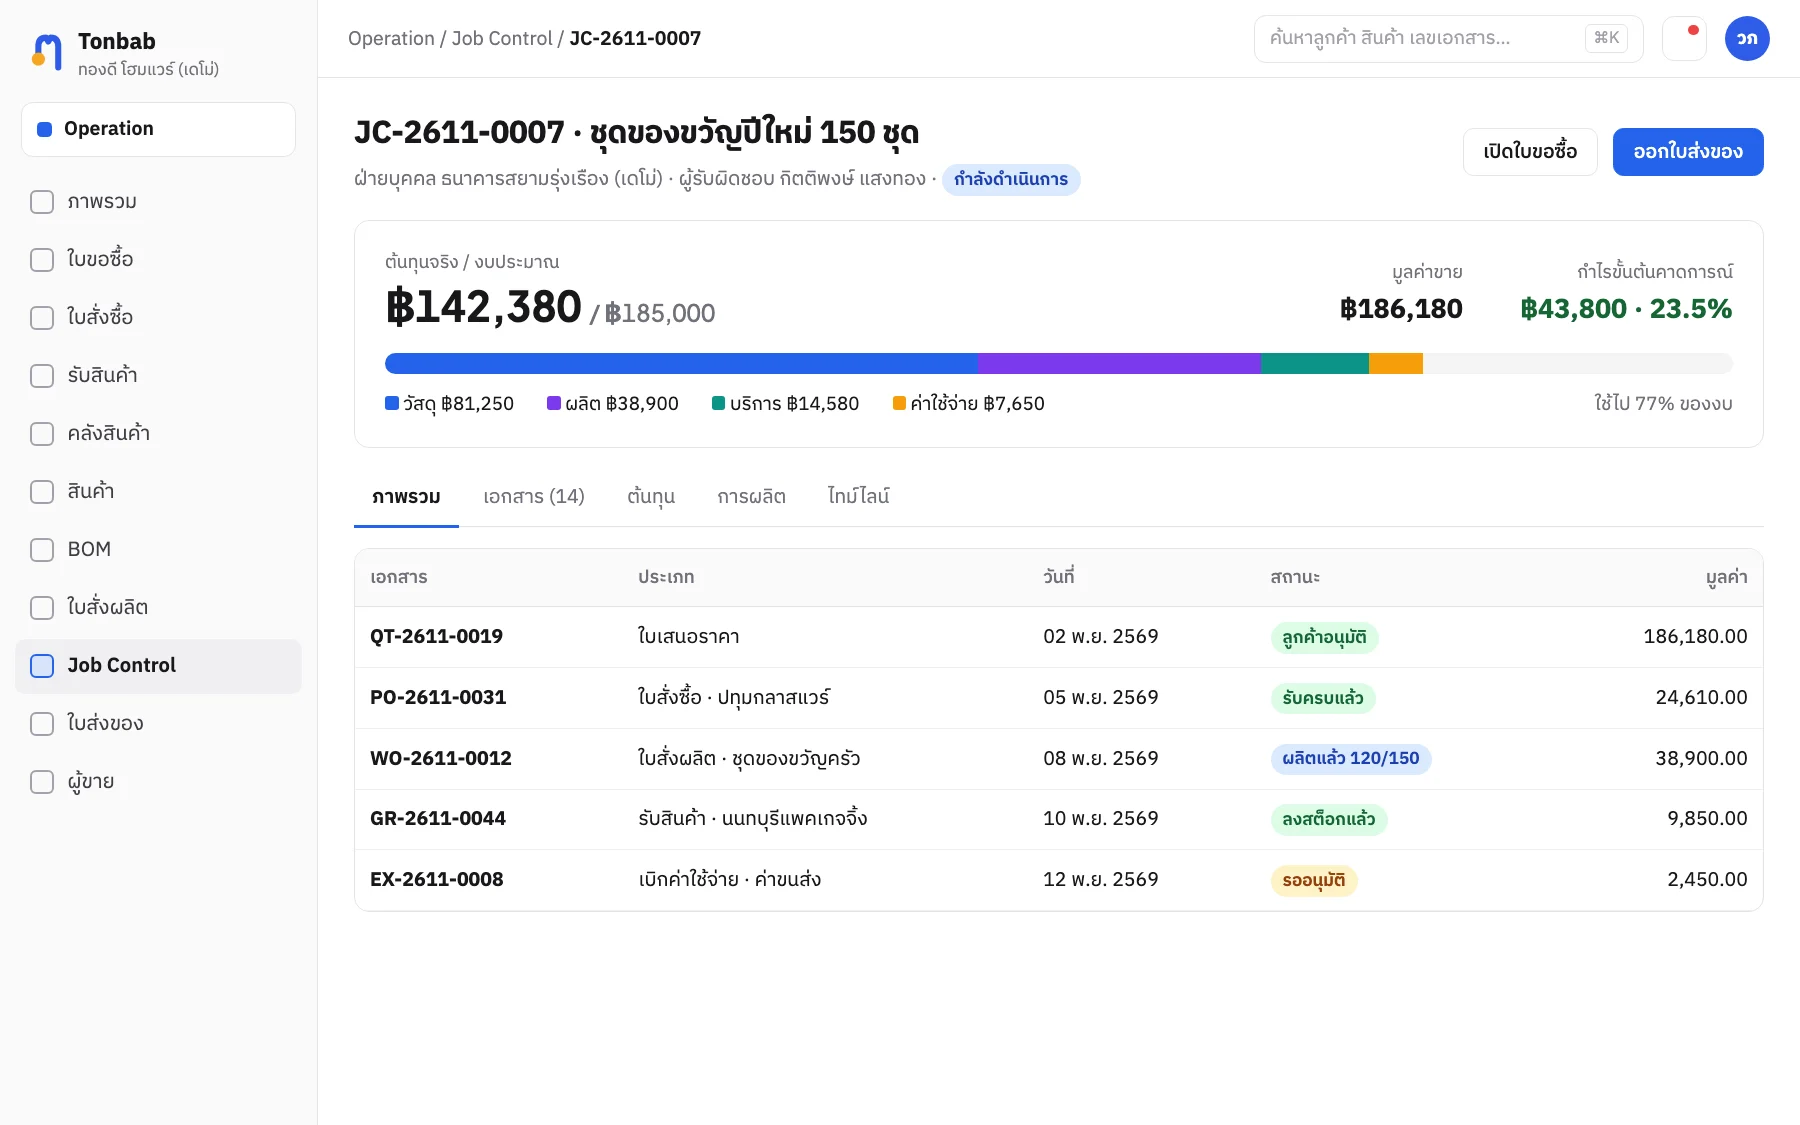 Tonbab
ทองดี โฮมแวร์ (เดโม่)
Operation
ภาพรวม
ใบขอซื้อ
ใบสั่งซื้อ
รับสินค้า
คลังสินค้า
สินค้า
BOM
ใบสั่งผลิต
Job Control
ใบส่งของ
ผู้ขาย
Operation / Job Control / JC-2611-0007
ค้นหาลูกค้า สินค้า เลขเอกสาร... ⌘K
วก
JC-2611-0007 · ชุดของขวัญปีใหม่ 150 ชุด
ฝ่ายบุคคล ธนาคารสยามรุ่งเรือง (เดโม่) · ผู้รับผิดชอบ กิตติพงษ์ แสงทอง · กำลังดำเนินการ
เปิดใบขอซื้อ ออกใบส่งของ
ต้นทุนจริง / งบประมาณ
฿142,380 / ฿185,000
มูลค่าขาย
฿186,180
กำไรขั้นต้นคาดการณ์
฿43,800 · 23.5%
วัสดุ ฿81,250 ผลิต ฿38,900 บริการ ฿14,580 ค่าใช้จ่าย ฿7,650 ใช้ไป 77% ของงบ
ภาพรวม เอกสาร (14) ต้นทุน การผลิต ไทม์ไลน์
เอกสาร ประเภท วันที่ สถานะ มูลค่า
QT-2611-0019 ใบเสนอราคา 02 พ.ย. 2569 ลูกค้าอนุมัติ 186,180.00
PO-2611-0031 ใบสั่งซื้อ · ปทุมกลาสแวร์ 05 พ.ย. 2569 รับครบแล้ว 24,610.00
WO-2611-0012 ใบสั่งผลิต · ชุดของขวัญครัว 08 พ.ย. 2569 ผลิตแล้ว 120/150 38,900.00
GR-2611-0044 รับสินค้า · นนทบุรีแพคเกจจิ้ง 10 พ.ย. 2569 ลงสต็อกแล้ว 9,850.00
EX-2611-0008 เบิกค่าใช้จ่าย · ค่าขนส่ง 12 พ.ย. 2569 รออนุมัติ 2,450.00